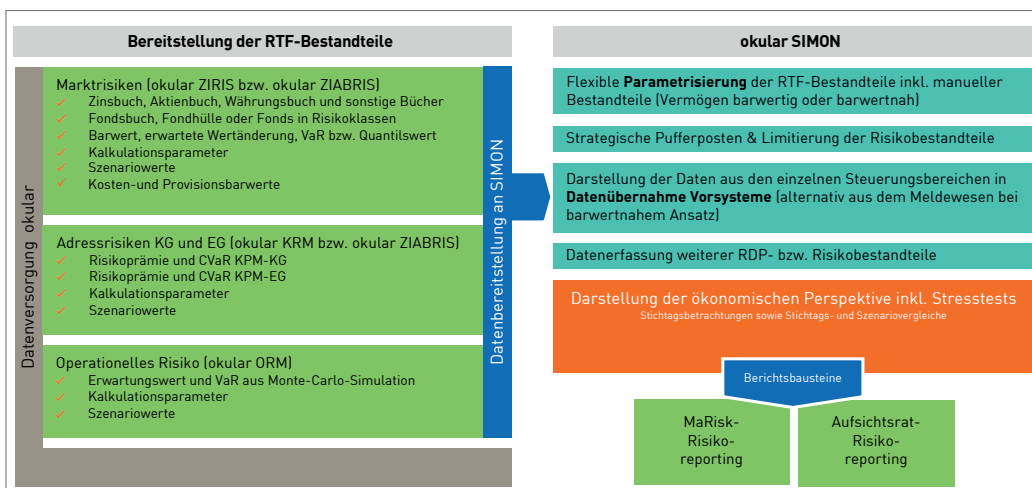 Bereitstellung der RTF-Bestandteile
Datenversorgung okular
Marktrisiken (okular ZIRIS bzw. okular ZIABRIS)
Zinsbuch, Aktienbuch, Währungsbuch und sonstige Bücher
Fondsbuch, Fondhülle oder Fonds in Risikoklassen
Barwert, erwartete Wertänderung, VaR bzw. Quantilswert
Kalkulationsparameter
Szenariowerte
Kosten-und Provisionsbarwerte
Adressrisiken KG und EG (okular KRM bzw. okular ZIABRIS)
Risikoprämie und CVaR KPM-KG
Risikoprämie und CVaR KPM-EG
Kalkulationsparameter
Szenariowerte
Operationelles Risiko (okular ORM)
Erwartungswert und VaR aus Monte-Carlo-Simulation
Kalkulationsparameter
Szenariowerte
Datenbereitstellung an SIMON
okular SIMON
Flexible Parametrisierung der RTF-Bestandteile inkl. manueller
Bestandteile (Vermögen barwertig oder barwertnah)
Strategische Pufferposten & Limitierung der Risikobestandteile
Darstellung der Daten aus den einzelnen Steuerungsbereichen in
Datenübernahme Vorsysteme (alternativ aus dem Meldewesen bei
barwertnahem Ansatz)
Datenerfassung weiterer RDP- bzw. Risikobestandteile
Darstellung der ökonomischen Perspektive inkl. Stresstests
Stichtagsbetrachtungen sowie Stichtags- und Szenariovergleiche
Berichtsbausteine
MaRisk-
Risiko-
reporting
Aufsichtsrat-
Risiko-
reporting